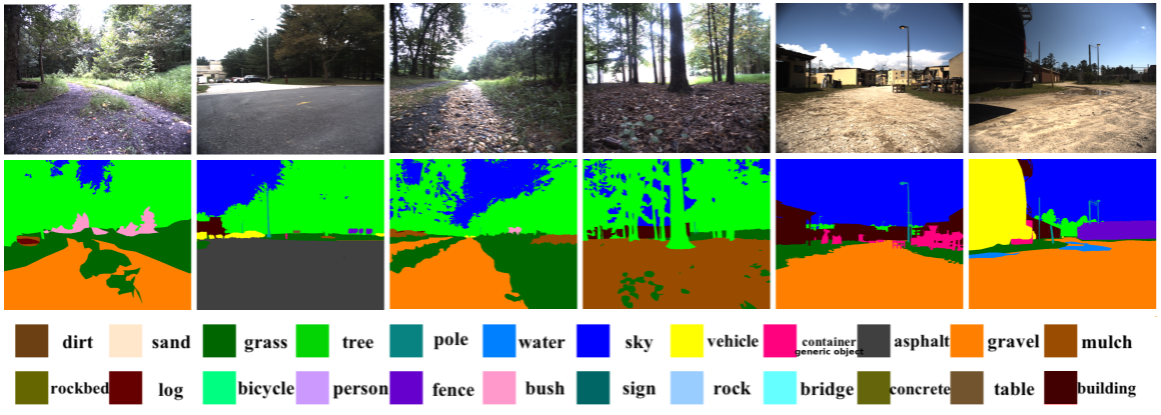 dirt sand grass tree pole water sky vehicle container asphalt gravel mulch
generic object
rockbed log bicycle person fence bush sign rock bridge concrete table building